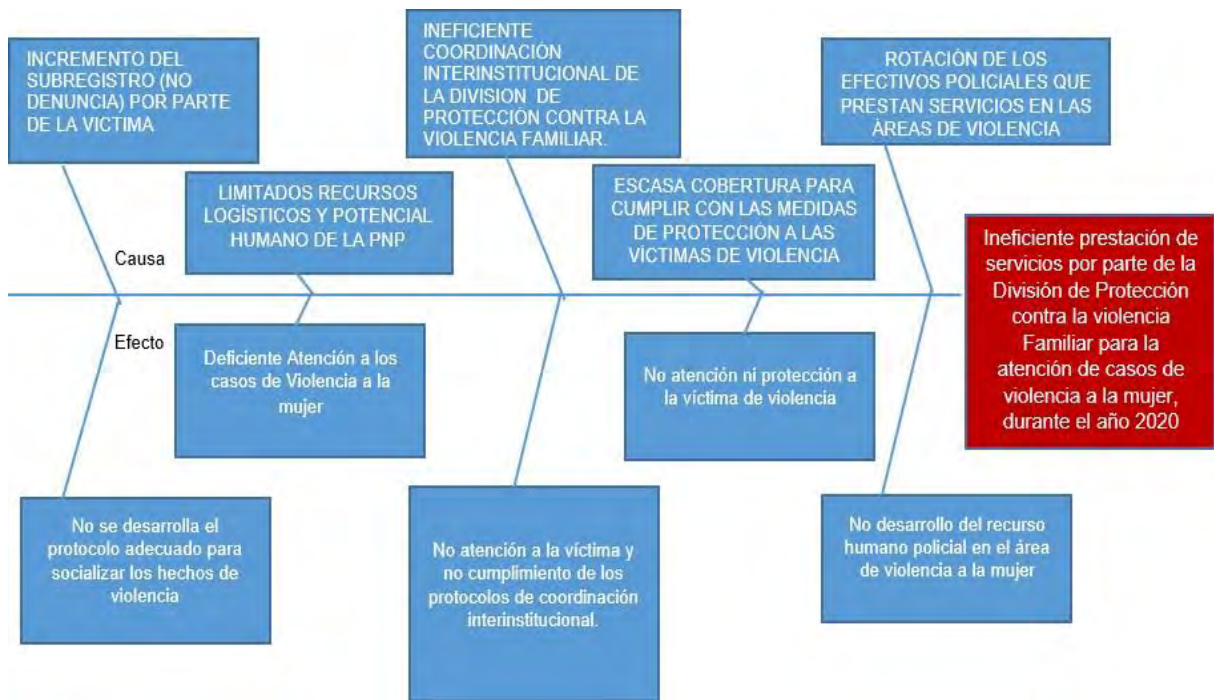 INCREMENTO DEL
SUBREGISTRO (NO
DENUNCIA) POR PARTE
DE LA VICTIMA
INEFICIENTE
COORDINACIÓN
INTERINSTITUCIONAL DE
LA DIVISION DE
PROTECCIÓN CONTRA LA
VIOLENCIA FAMILIAR.
ROTACIÓN DE LOS
EFECTIVOS POLICIALES QUE
PRESTAN SERVICIOS EN LAS
ÁREAS DE VIOLENCIA
LIMITADOS RECURSOS
LOGÍSTICOS Y POTENCIAL
HUMANO DE LA PNP
ESCASA COBERTURA PARA
CUMPLIR CON LAS MEDIDAS
DE PROTECCIÓN A LAS
VÍCTIMAS DE VIOLENCIA
Causa
Efecto
Ineficiente prestación de
servicios por parte de la
División de Protección
contra la violencia
Familiar para la
atención de casos de
violencia a la mujer,
durante el año 2020
Deficiente Atención a los
casos de Violencia a la
mujer
No atención ni protección a
la víctima de violencia
No se desarrolla el
protocolo adecuado para
socializar los hechos de
violencia
No atención a la víctima y
no cumplimiento de los
protocolos de coordinación
interinstitucional.
No desarrollo del recurso
humano policial en el área
de violencia a la mujer